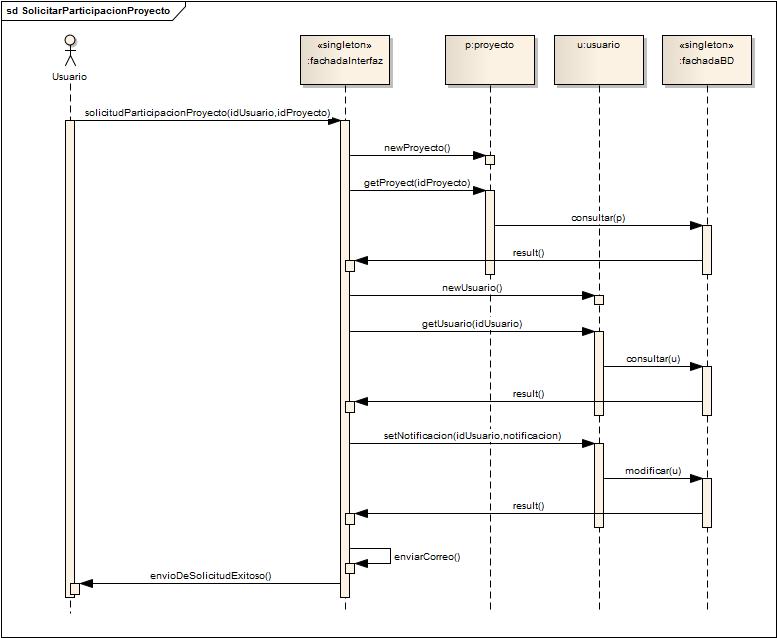 sd SolicitarParticipacionProyecto
Usuario
«singleton»
:fachadaInterfaz
p:proyecto
u:usuario
«singleton»
:fachadaBD
solicitudParticipacionProyecto(idUsuario,idProyecto)
newProyecto()
getProyect(idProyecto)
consultar(p)
result()
newUsuario()
getUsuario(idUsuario)
consultar(u)
result()
setNotificacion(idUsuario,notificacion)
modificar(u)
result()
enviarCorreo()
envioDeSolicitudExitoso()